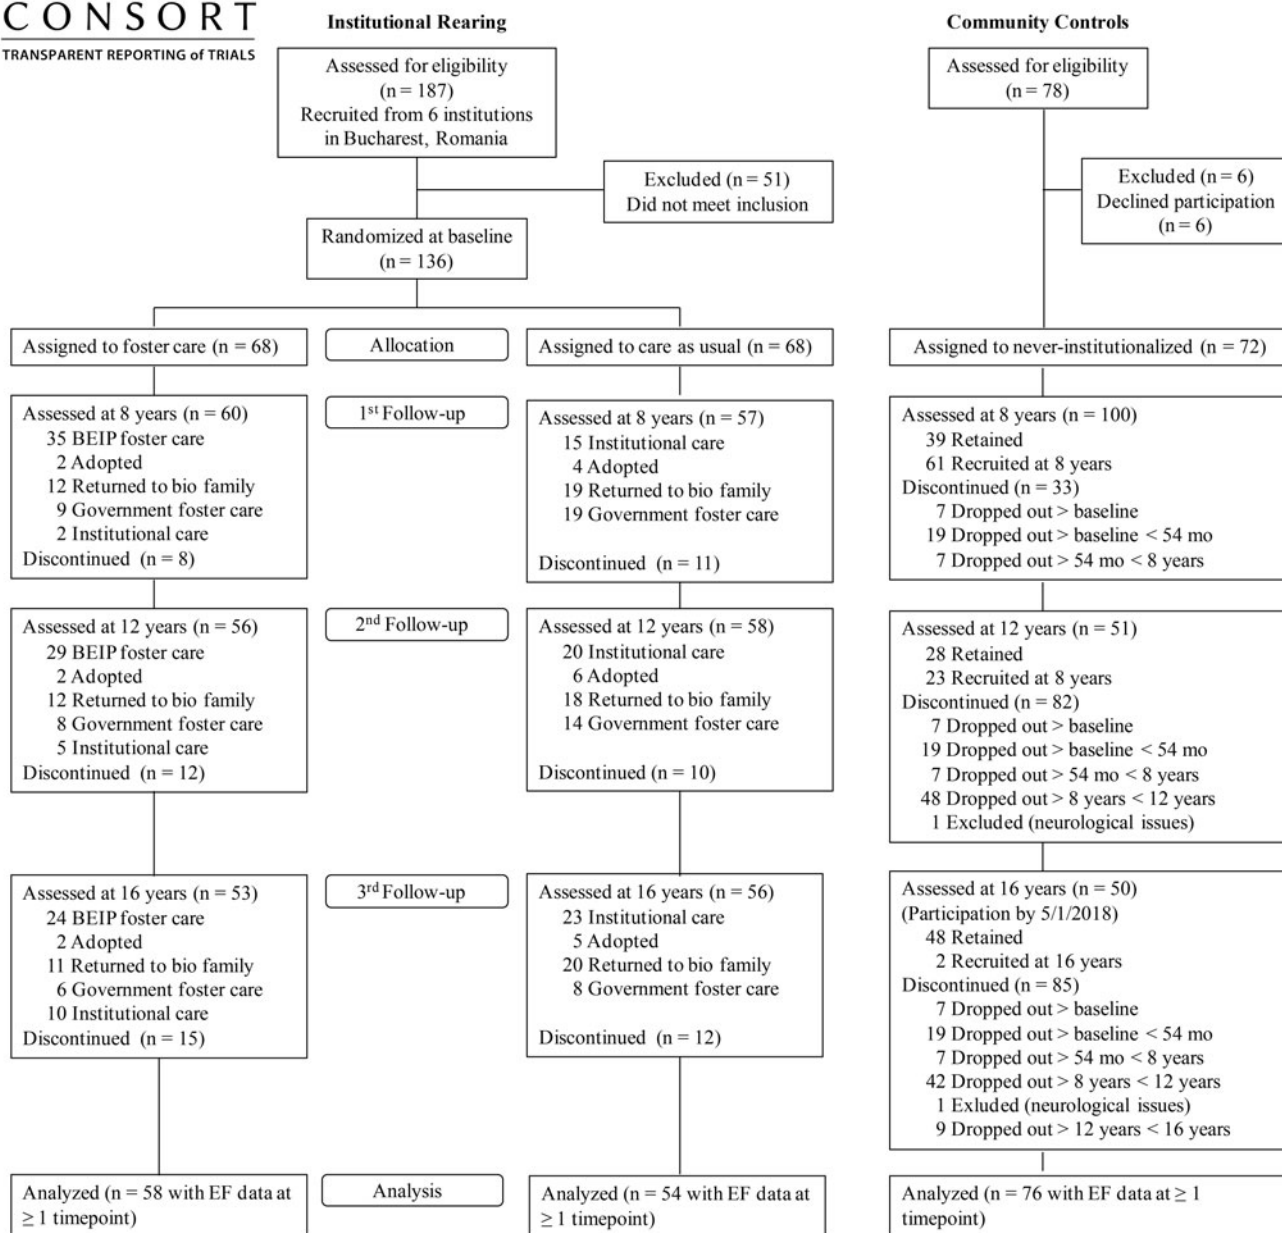 CONSORT
TRANSPARENT REPORTING of TRIALS
Institutional Rearing
Community Controls
Assessed for eligibility
(n = 187)
Recruited from 6 institutions
in Bucharest, Romania
Assessed for eligibility
(n = 78)
Excluded (n = 51)
Did not meet inclusion
Excluded (n = 6)
Declined participation
(n = 6)
Randomized at baseline
(n = 136)
Assigned to foster care (n = 68)
Allocation
Assigned to care as usual (n = 68)
Assigned to never-institutionalized (n = 72)
Assessed at 8 years (n = 60)
35 BEIP foster care
2 Adopted
12 Returned to bio family
9 Government foster care
2 Institutional care
Discontinued (n = 8)
1st Follow-up
Assessed at 8 years (n = 57)
15 Institutional care
4 Adopted
19 Returned to bio family
19 Government foster care
Discontinued (n = 11)
Assessed at 8 years (n = 100)
39 Retained
61 Recruited at 8 years
Discontinued (n = 33)
7 Dropped out > baseline
19 Dropped out > baseline < 54 mo
7 Dropped out > 54 mo < 8 years
Assessed at 12 years (n = 56)
29 BEIP foster care
2 Adopted
12 Returned to bio family
8 Government foster care
5 Institutional care
Discontinued (n = 12)
2nd Follow-up
Assessed at 12 years (n = 58)
20 Institutional care
6 Adopted
18 Returned to bio family
14 Government foster care
Discontinued (n = 10)
Assessed at 12 years (n = 51)
28 Retained
23 Recruited at 8 years
Discontinued (n = 82)
7 Dropped out > baseline
19 Dropped out > baseline < 54 mo
7 Dropped out > 54 mo < 8 years
48 Dropped out > 8 years < 12 years
1 Excluded (neurological issues)
Assessed at 16 years (n = 53)
24 BEIP foster care
2 Adopted
11 Returned to bio family
6 Government foster care
10 Institutional care
Discontinued (n = 15)
3rd Follow-up
Assessed at 16 years (n = 56)
23 Institutional care
5 Adopted
20 Returned to bio family
8 Government foster care
Discontinued (n = 12)
Assessed at 16 years (n = 50)
(Participation by 5/1/2018)
48 Retained
2 Recruited at 16 years
Discontinued (n = 85)
7 Dropped out > baseline
19 Dropped out > baseline < 54 mo
7 Dropped out > 54 mo < 8 years
42 Dropped out > 8 years < 12 years
1 Exluded (neurological issues)
9 Dropped out > 12 years < 16 years
Analyzed (n = 58 with EF data at
≥ 1 timepoint)
Analysis
Analyzed (n = 54 with EF data at
≥ 1 timepoint)
Analyzed (n = 76 with EF data at ≥ 1
timepoint)